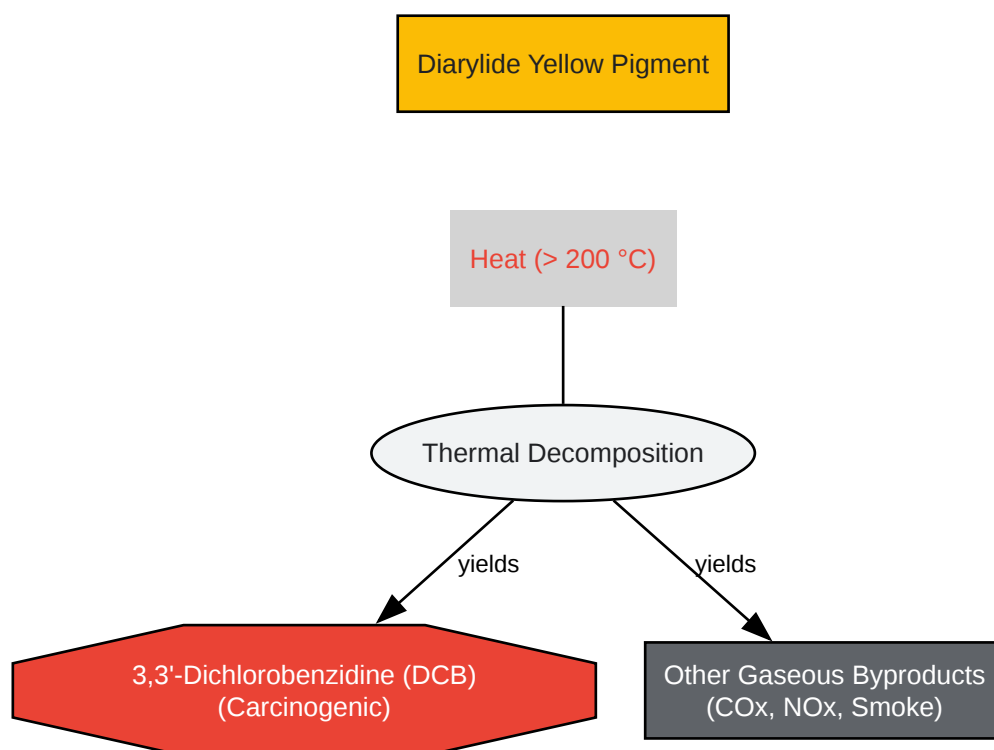 Diarylide Yellow Pigment
Heat (> 200 °C)
Thermal Decomposition
yields
yields
3,3'-Dichlorobenzidine (DCB)
(Carcinogenic)
Other Gaseous Byproducts
(COx, NOx, Smoke)